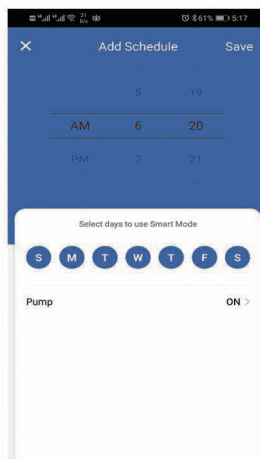 61% 5:17
Add Schedule Save
5 19
AM 6 20
PM 7 21
Select days to use Smart Mode
S M T W T F S
Pump ON >